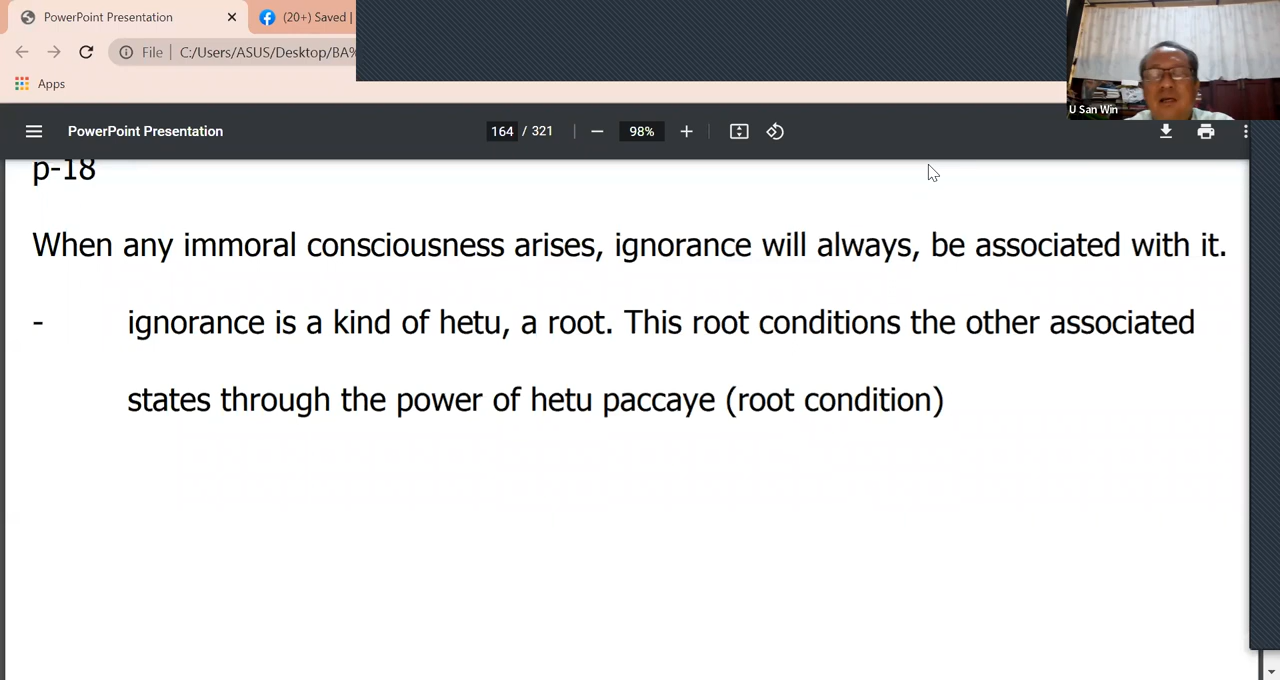 PowerPoint Presentation
(20+) Saved |
File | C:/Users/ASUS/Desktop/BA%
Apps
U San Win
PowerPoint Presentation
164 / 321
98%
p-18
When any immoral consciousness arises, ignorance will always, be associated with it.
- ignorance is a kind of hetu, a root. This root conditions the other associated
states through the power of hetu paccaye (root condition)